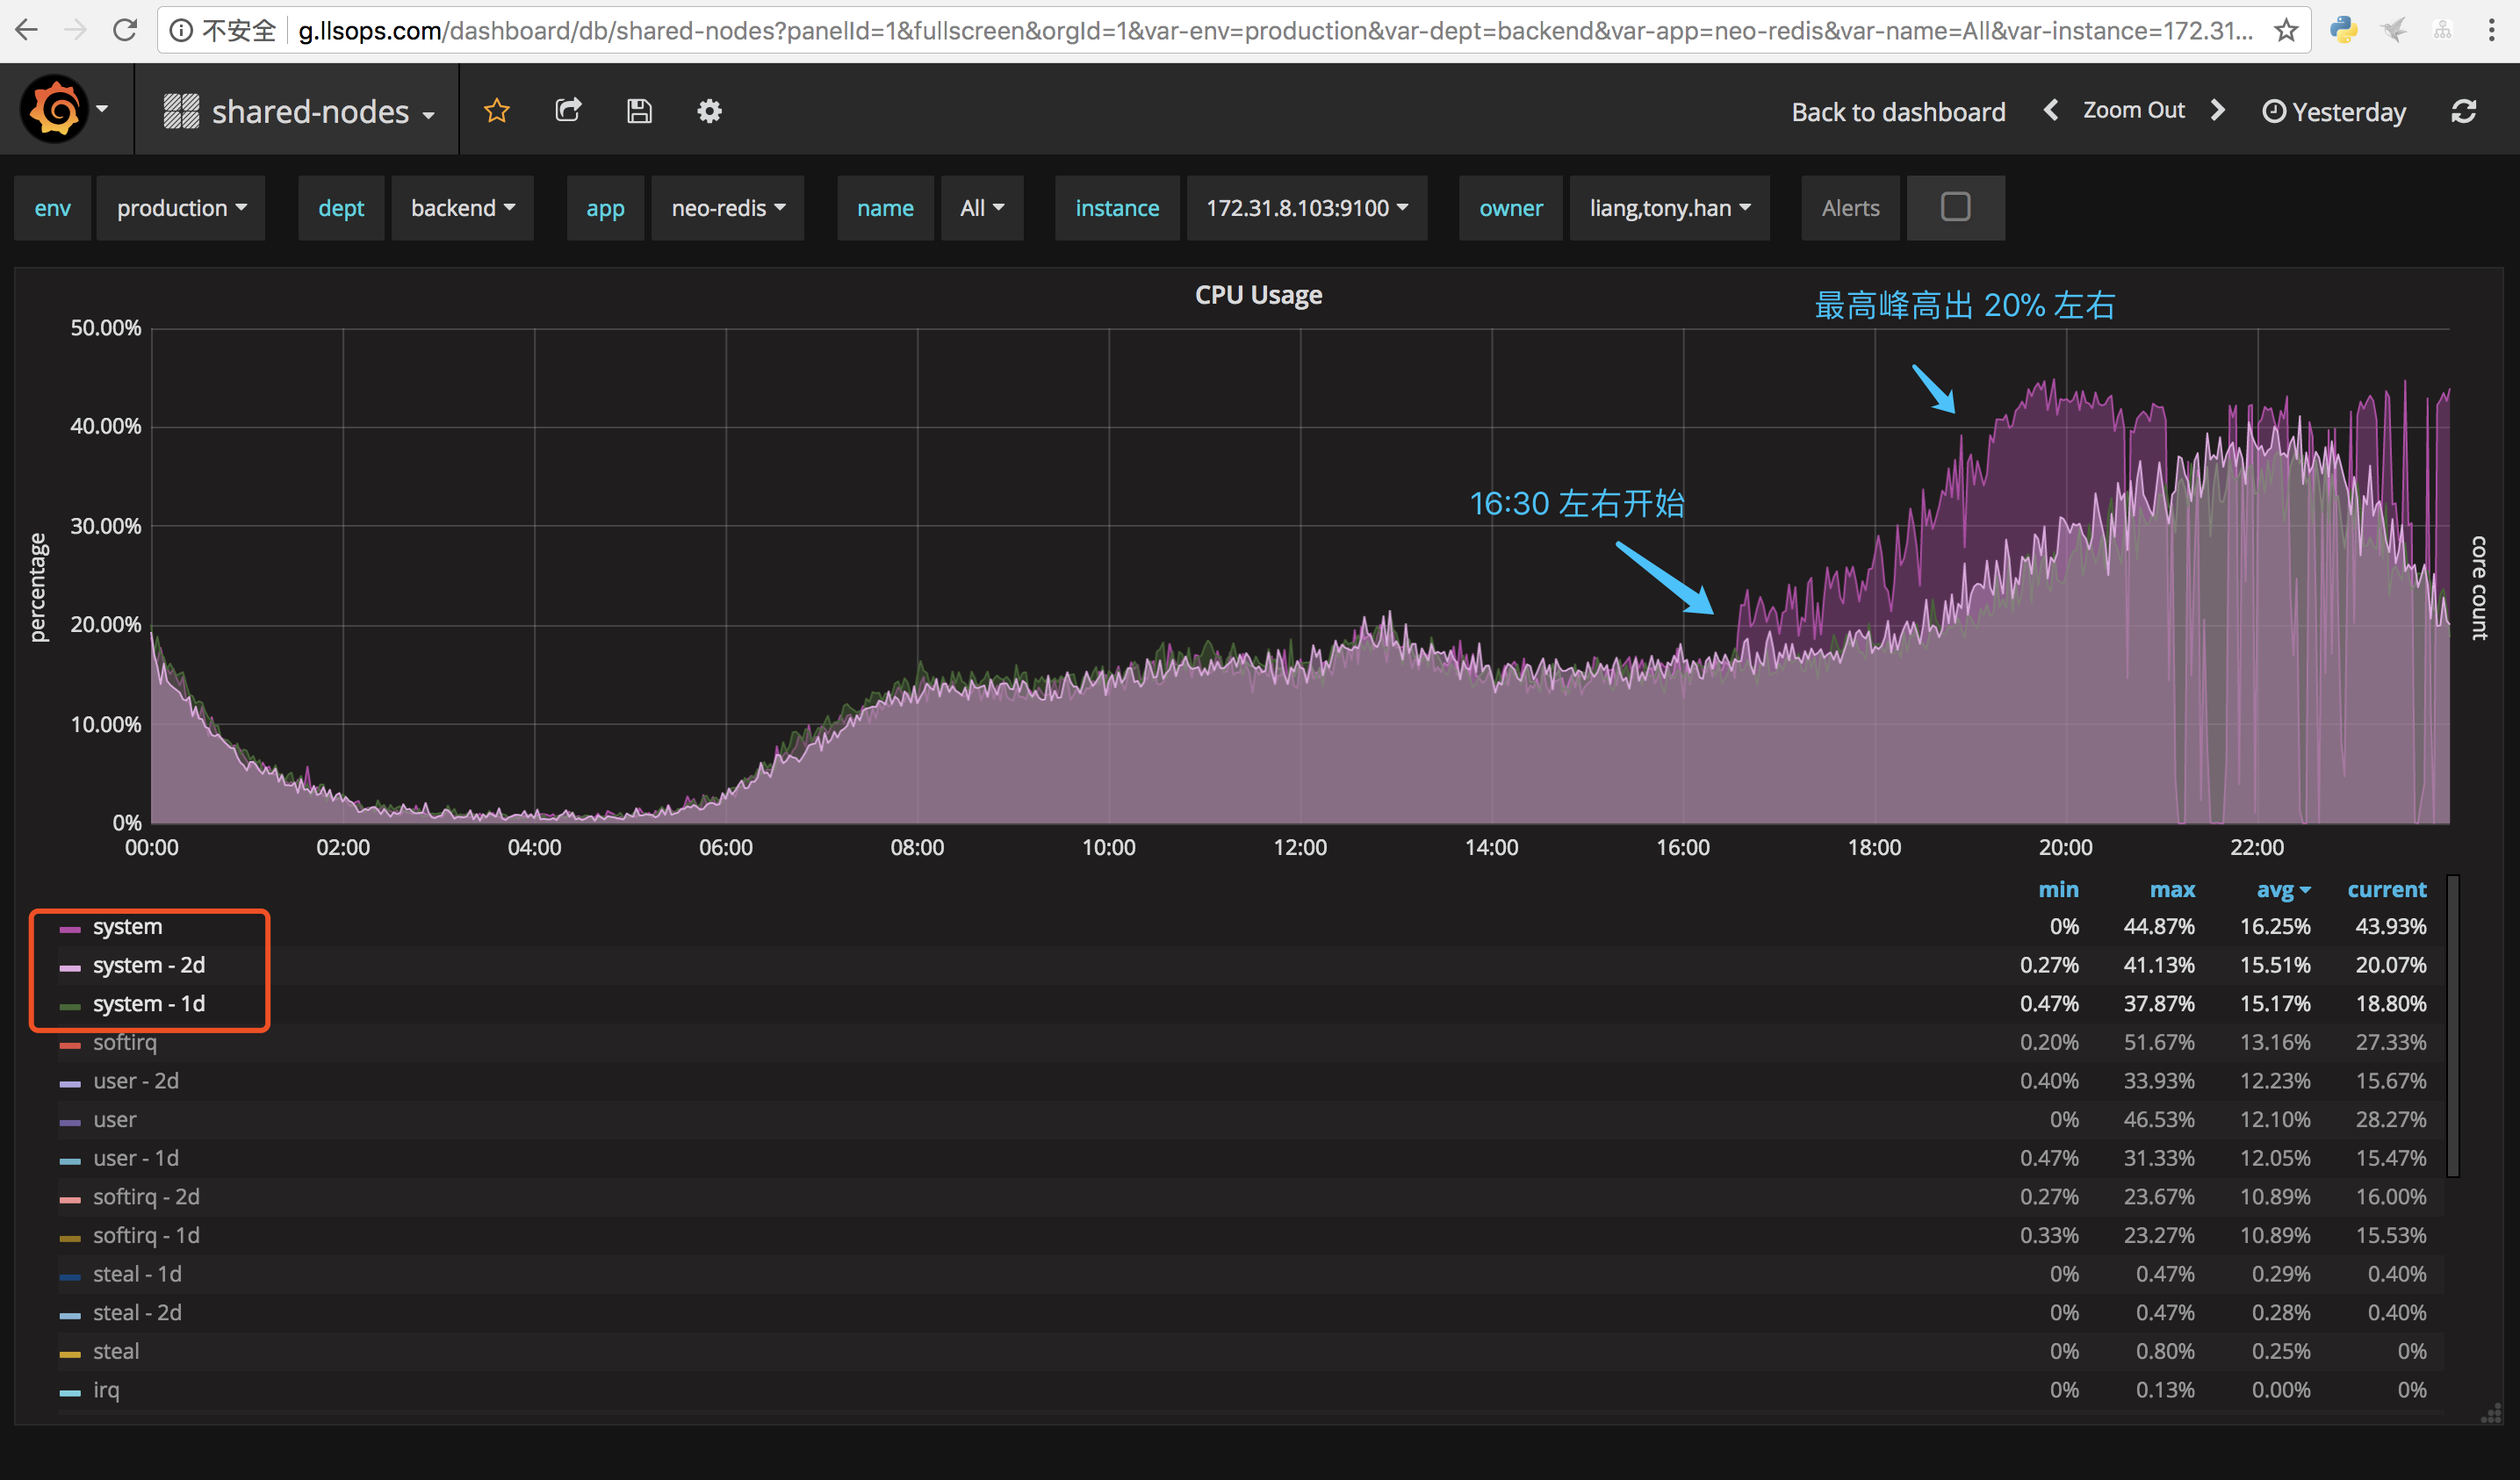 不安全 g.llsops.com/dashboard/db/shared-nodes?panelId=1&fullscreen&orgId=1&var-env=production&var-dept=backend&var-app=neo-redis&var-name=All&var-instance=172.31...
shared-nodes Back to dashboard Zoom Out Yesterday
env production dept backend app neo-redis name All instance 172.31.8.103:9100 owner liang,tony.han Alerts
CPU Usage
最高峰高出 20% 左右
16:30 左右开始
percentage
50.00%
40.00%
30.00%
20.00%
10.00%
0%
core count
00:00 02:00 04:00 06:00 08:00 10:00 12:00 14:00 16:00 18:00 20:00 22:00
min max avg current
system 0% 44.87% 16.25% 43.93%
system - 2d 0.27% 41.13% 15.51% 20.07%
system - 1d 0.47% 37.87% 15.17% 18.80%
softirq 0.20% 51.67% 13.16% 27.33%
user - 2d 0.40% 33.93% 12.23% 15.67%
user 0% 46.53% 12.10% 28.27%
user - 1d 0.47% 31.33% 12.05% 15.47%
softirq - 2d 0.27% 23.67% 10.89% 16.00%
softirq - 1d 0.33% 23.27% 10.89% 15.53%
steal - 1d 0% 0.47% 0.29% 0.40%
steal - 2d 0% 0.47% 0.28% 0.40%
steal 0% 0.80% 0.25% 0%
irq 0% 0.13% 0.00% 0%